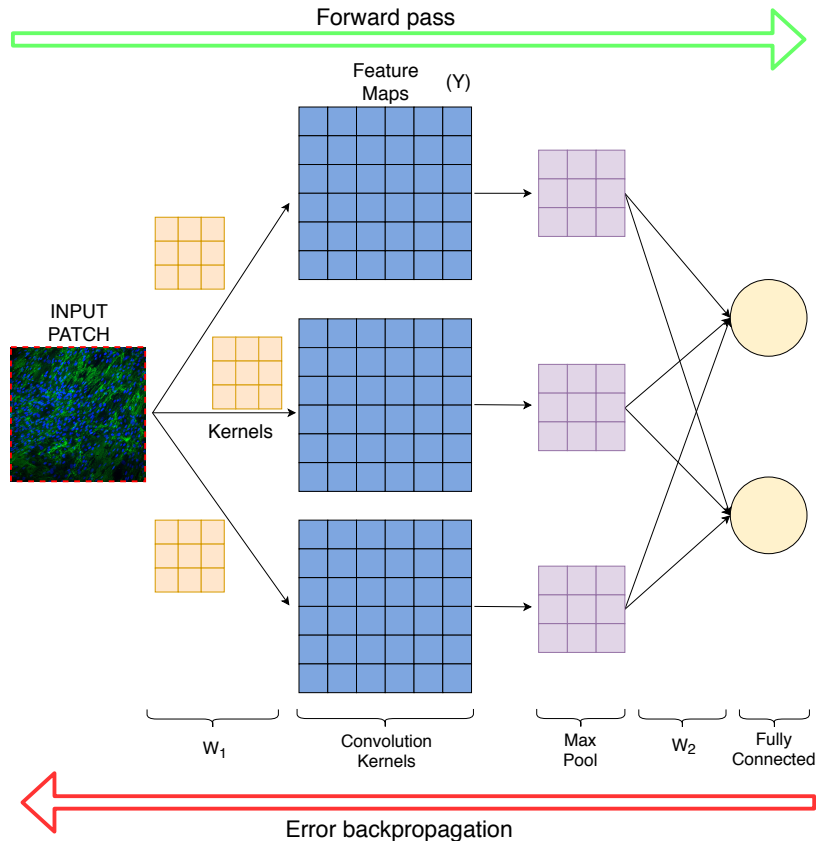 Forward pass
Feature
Maps
(Y)
INPUT
PATCH
Kernels
W1
Convolution
Kernels
Max
Pool
W2
Fully
Connected
Error backpropagation